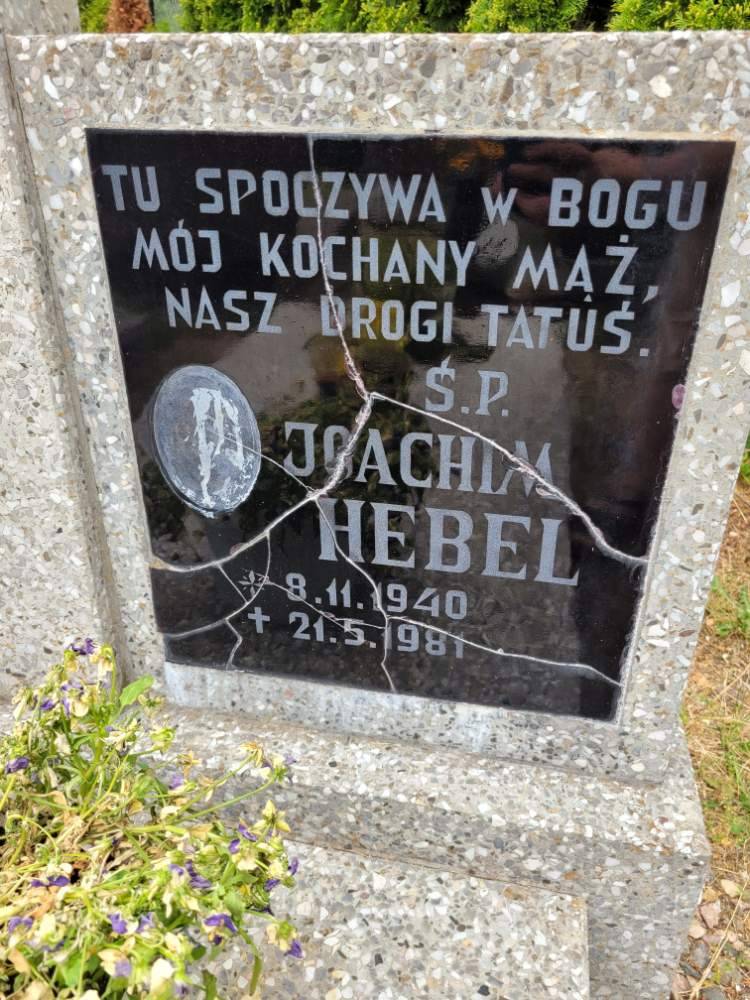 TU SPOCZYWA W BOGU
MÓJ KOCHANY MĄŻ,
NASZ DROGI TATUŚ.
Ś.P.
JOACHIM
HEBEL
* 8.11.1940
+ 21.5.1981